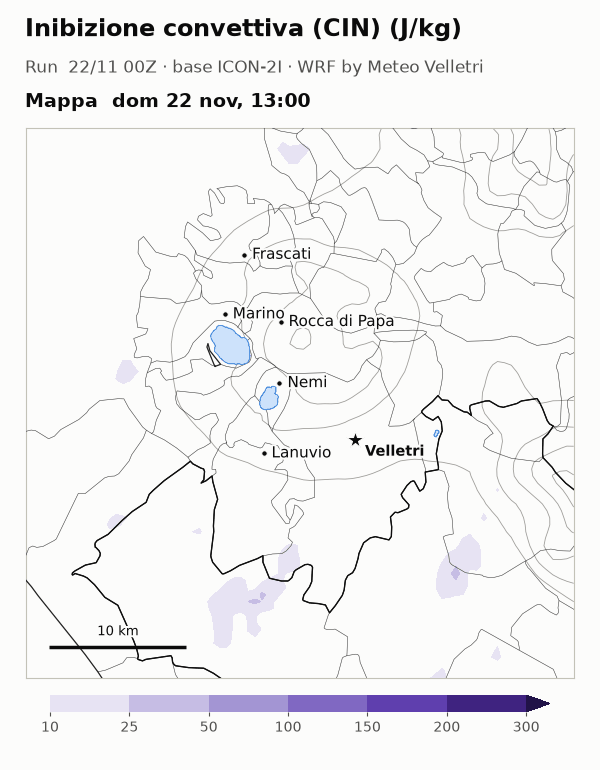 Inibizione convettiva (CIN) (J/kg)
Run  22/11 00Z · base ICON-2I · WRF by Meteo Velletri
Mappa  dom 22 nov, 13:00
Frascati
Marino
Rocca di Papa
Nemi
Velletri
Lanuvio
10 km
10 25 50 100 150 200 300